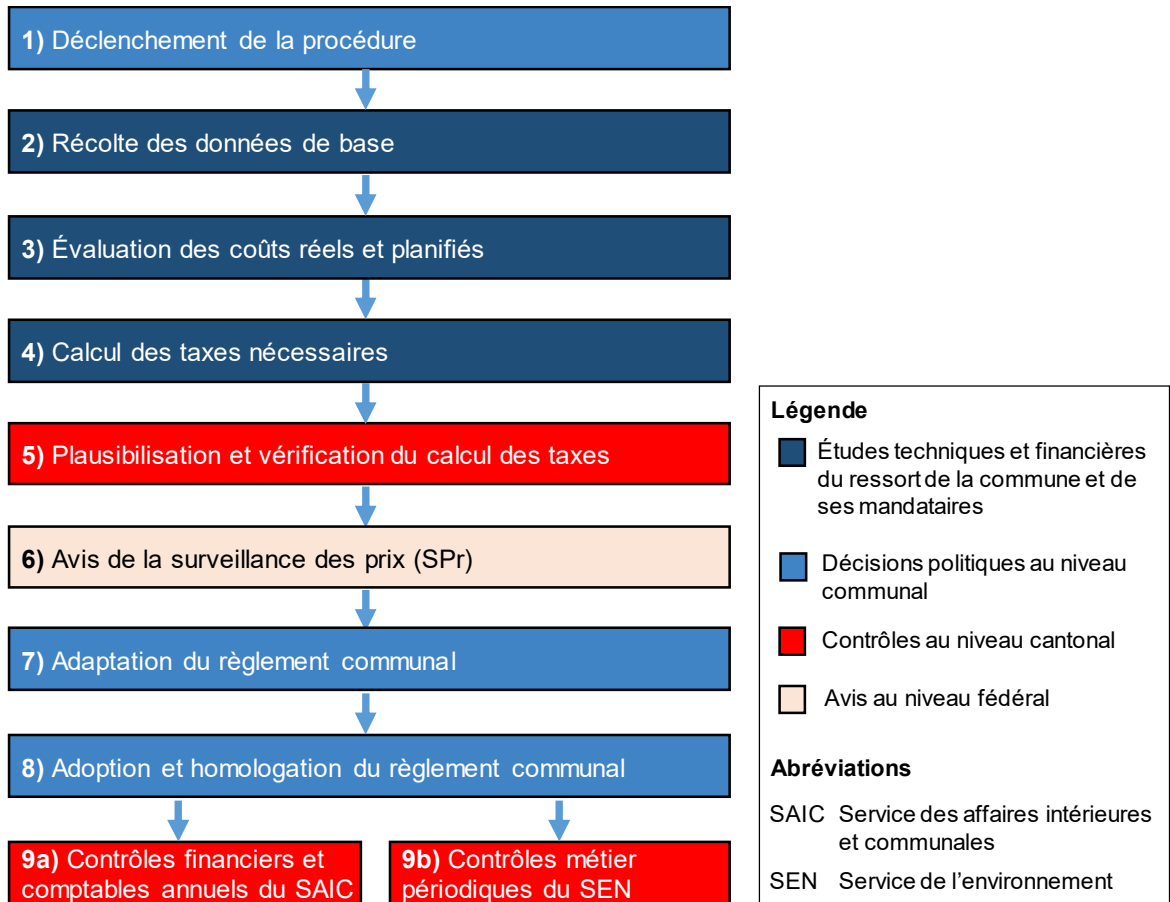 1) Déclenchement de la procédure
2) Récolte des données de base
3) Évaluation des coûts réels et planifiés
4) Calcul des taxes nécessaires
5) Plausibilisation et vérification du calcul des taxes
6) Avis de la surveillance des prix (SPr)
7) Adaptation du règlement communal
8) Adoption et homologation du règlement communal
9a) Contrôles financiers et
comptables annuels du SAIC
9b) Contrôles métier
périodiques du SEN
Légende
Études techniques et financières
du ressort de la commune et de
ses mandataires
Décisions politiques au niveau
communal
Contrôles au niveau cantonal
Avis au niveau fédéral
Abréviations
SAIC Service des affaires intérieures
et communales
SEN Service de l'environnement